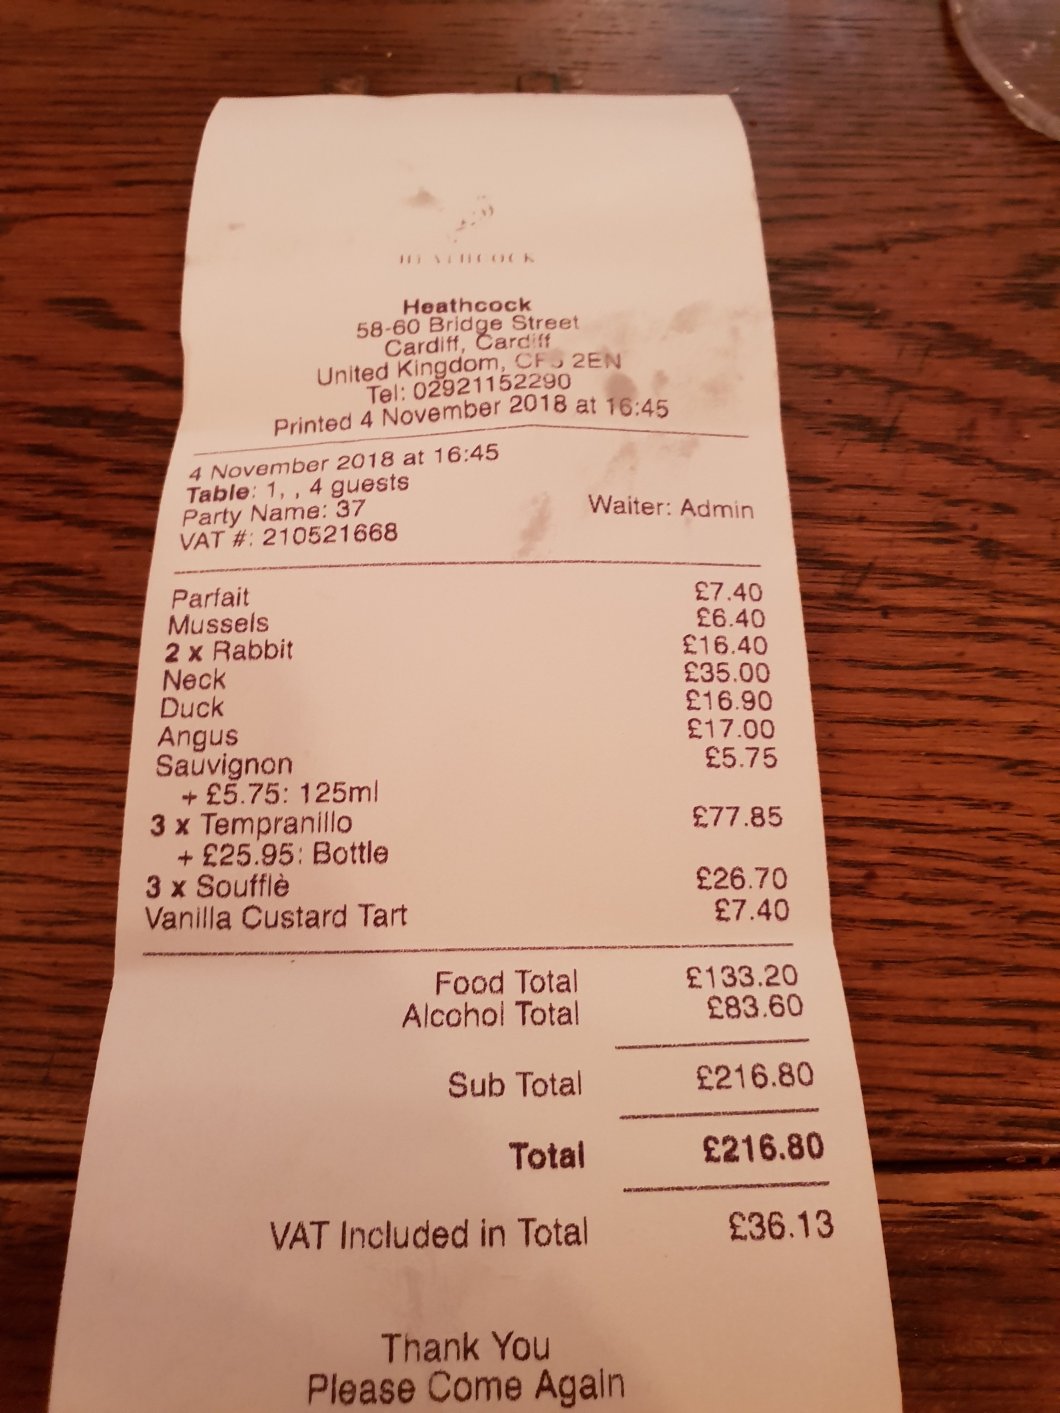 HEATHCOCK
Heathcock
58-60 Bridge Street
Cardiff, Cardiff
United Kingdom, CF5 2EN
Tel: 02921152290
Printed 4 November 2018 at 16:45
4 November 2018 at 16:45
Table: 1, , 4 guests
Party Name: 37 Waiter: Admin
VAT #: 210521668
Parfait £7.40
Mussels £6.40
2 x Rabbit £16.40
Neck £35.00
Duck £16.90
Angus £17.00
Sauvignon £5.75
+ £5.75: 125ml
3 x Tempranillo £77.85
+ £25.95: Bottle
3 x Soufflè £26.70
Vanilla Custard Tart £7.40
Food Total £133.20
Alcohol Total £83.60
Sub Total £216.80
Total £216.80
VAT Included in Total £36.13
Thank You
Please Come Again